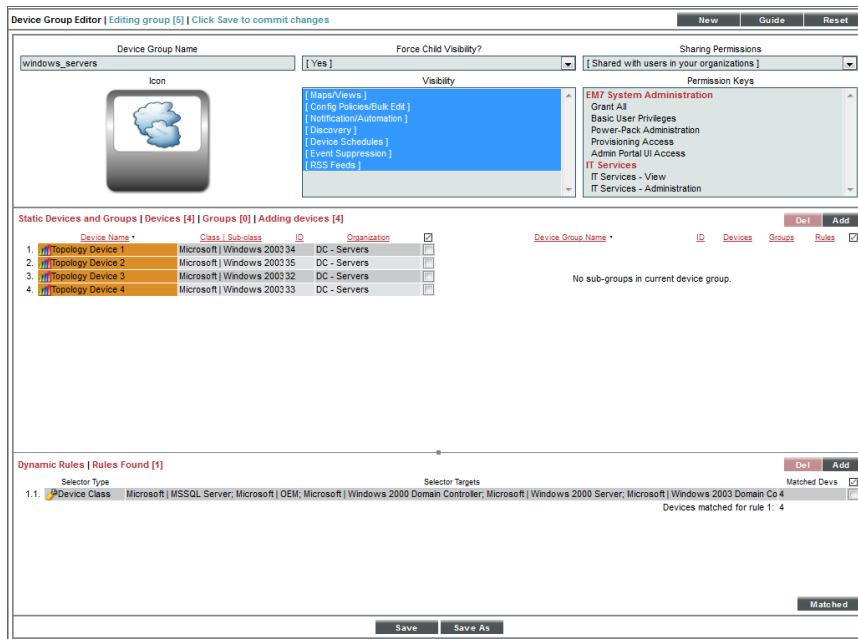 Device Group Editor | Editing group [5] | Click Save to commit changes
New Guide Reset
Device Group Name
windows_servers
Force Child Visibility?
[ Yes ]
Sharing Permissions
[ Shared with users in your organizations ]
Icon
Visibility
[ Maps/Views ]
[ Config Policies/Bulk Edit ]
[ Notification/Automation ]
[ Discovery ]
[ Device Schedules ]
[ Event Suppression ]
[ RSS Feeds ]
Permission Keys
EM7 System Administration
Grant All
Basic User Privileges
Power-Pack Administration
Provisioning Access
Admin Portal UI Access
IT Services
IT Services - View
IT Services - Administration
Static Devices and Groups | Devices [4] | Groups [0] | Adding devices [4]
Del Add
Device Name Class | Sub-class ID Organization
1. Topology Device 1 Microsoft | Windows 2003 34 DC - Servers
2. Topology Device 2 Microsoft | Windows 2003 35 DC - Servers
3. Topology Device 3 Microsoft | Windows 2003 32 DC - Servers
4. Topology Device 4 Microsoft | Windows 2003 33 DC - Servers
Device Group Name ID Devices Groups Rules
No sub-groups in current device group.
Dynamic Rules | Rules Found [1]
Del Add
Selector Type Selector Targets Matched Devs
1.1. Device Class Microsoft | MSSQL Server; Microsoft | OEM; Microsoft | Windows 2000 Domain Controller; Microsoft | Windows 2000 Server; Microsoft | Windows 2003 Domain Co 4
Devices matched for rule 1: 4
Matched
Save Save As